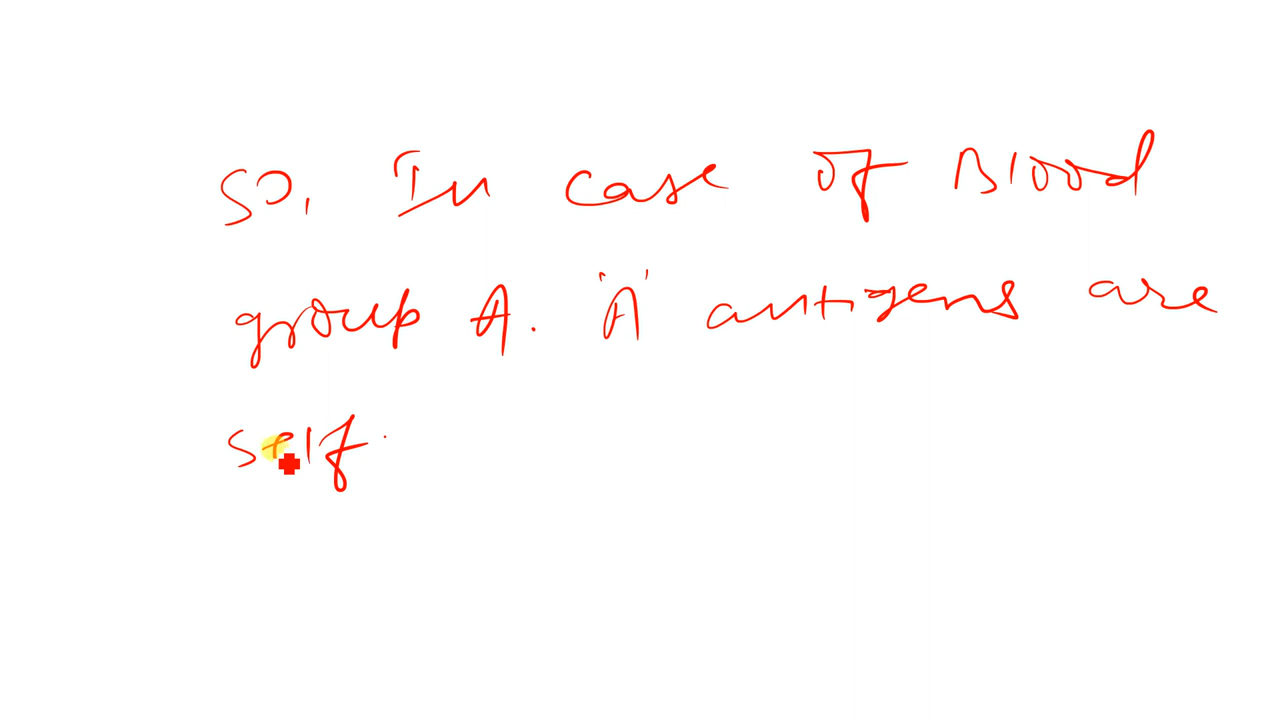 So, In case of Blood
group A. 'A' antigens are
self.